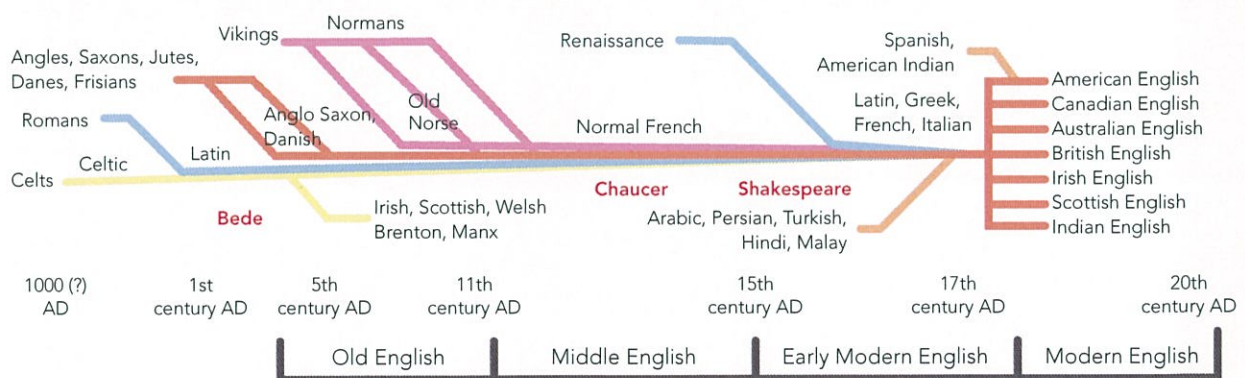 Vikings
Normans
Renaissance
Spanish,
American Indian
Angles, Saxons, Jutes,
Danes, Frisians
Romans
Anglo Saxon,
Danish
Old
Norse
Normal French
Latin, Greek,
French, Italian
American English
Canadian English
Australian English
British English
Irish English
Scottish English
Indian English
Celtic
Latin
Celts
Bede
Irish, Scottish, Welsh
Brenton, Manx
Chaucer
Shakespeare
Arabic, Persian, Turkish,
Hindi, Malay
1000 (?)
AD
1st
century AD
5th
century AD
11th
century AD
15th
century AD
17th
century AD
20th
century AD
Old English
Middle English
Early Modern English
Modern English